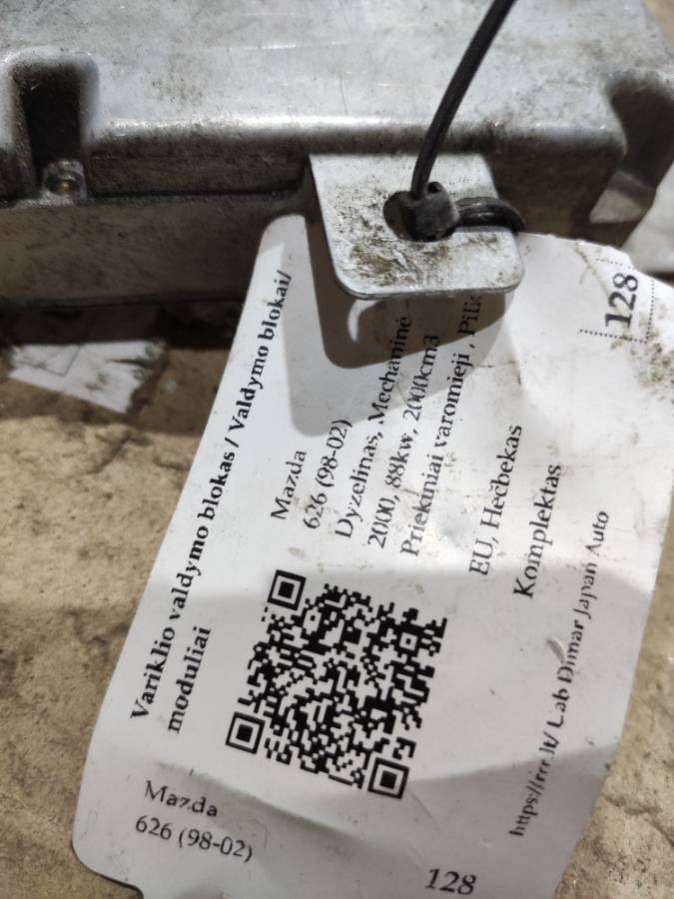 Variklio valdymo blokas / Valdymo blokai/
moduliai
Mazda
626 (98-02)
Dyzelinas, Mechaninė -
2000, 88kw, 2000cm3
Priekiniai varomieji ,
EU, Hečbekas
Komplektas
https://rrr.lt/ Dimar Japan Auto
128
Mazda
626 (98-02)
128